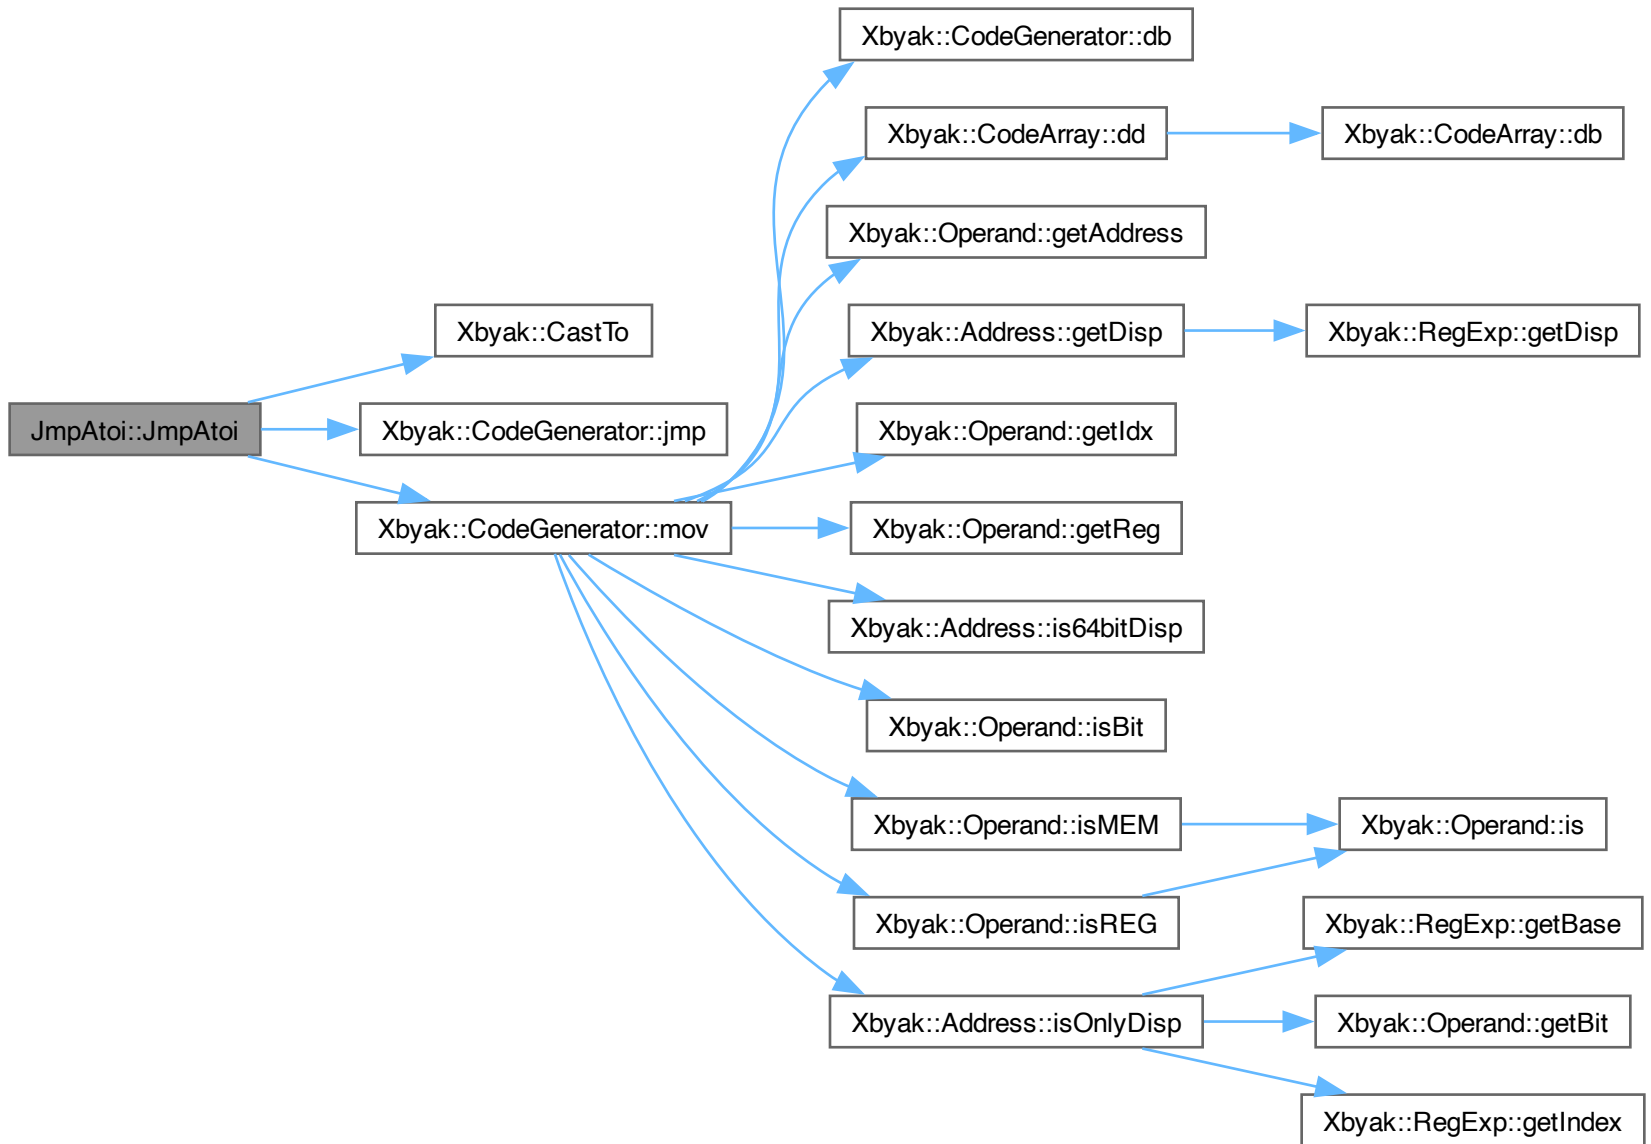 Xbyak::CodeGenerator::db
Xbyak::CodeArray::dd
Xbyak::CodeArray::db
Xbyak::Operand::getAddress
Xbyak::CastTo
Xbyak::Address::getDisp
Xbyak::RegExp::getDisp
JmpAtoi::JmpAtoi
Xbyak::CodeGenerator::jmp
Xbyak::Operand::getIdx
Xbyak::CodeGenerator::mov
Xbyak::Operand::getReg
Xbyak::Address::is64bitDisp
Xbyak::Operand::isBit
Xbyak::Operand::isMEM
Xbyak::Operand::is
Xbyak::Operand::isREG
Xbyak::RegExp::getBase
Xbyak::Address::isOnlyDisp
Xbyak::Operand::getBit
Xbyak::RegExp::getIndex